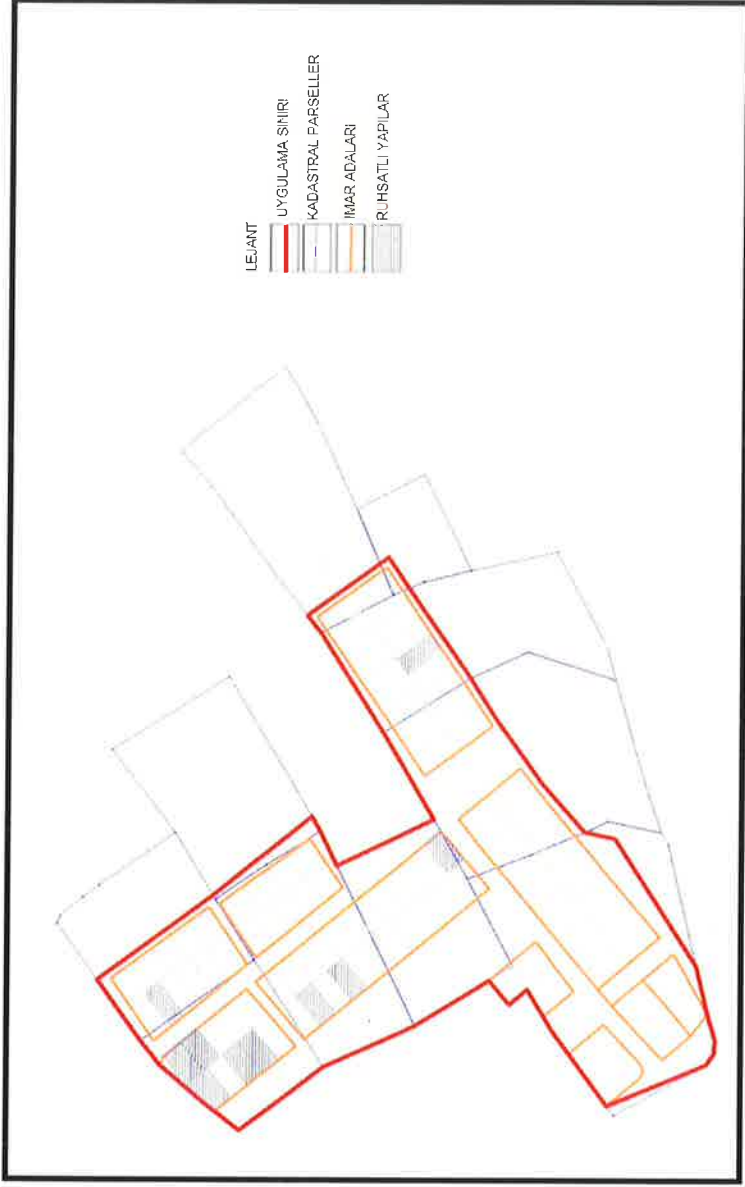 LEJANT
UYGULAMA SINIRI
KADASTRAL PARSELLER
İMAR ADALARI
RUHSATLI YAPILAR